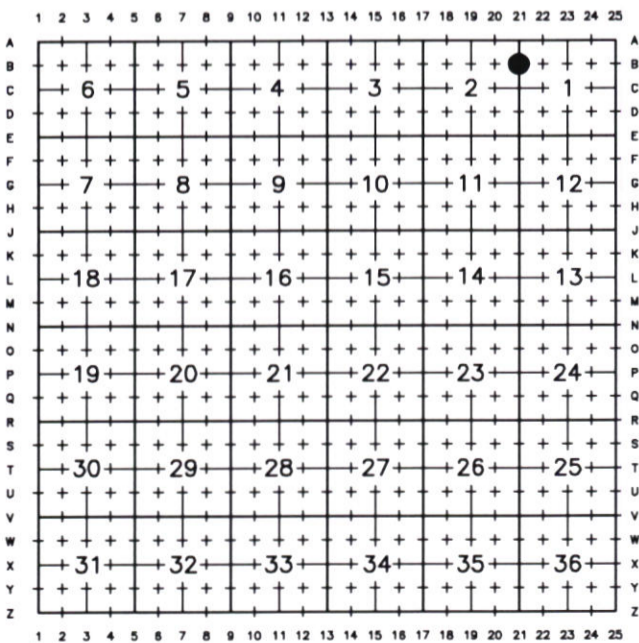 1 2 3 4 5 6 7 8 9 10 11 12 13 14 15 16 17 18 19 20 21 22 23 24 25
A A
B B
C 6 5 4 3 2 1 C
D D
E E
F F
G 7 8 9 10 11 12 G
H H
J J
K K
L 18 17 16 15 14 13 L
M M
N N
O O
P 19 20 21 22 23 24 P
Q Q
R R
S S
T 30 29 28 27 26 25 T
U U
V V
W W
X 31 32 33 34 35 36 X
Y Y
Z Z
1 2 3 4 5 6 7 8 9 10 11 12 13 14 15 16 17 18 19 20 21 22 23 24 25